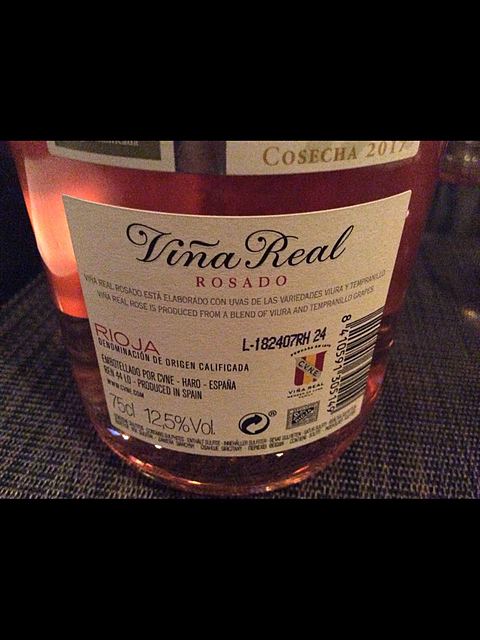 COSECHA 2017
Viña Real
ROSADO
VIÑA REAL ROSADO ESTÁ ELABORADO CON UVAS DE LAS VARIEDADES VIURA Y TEMPRANILLO
VIÑA REAL ROSÉ IS PRODUCED FROM A BLEND OF VIURA AND TEMPRANILLO GRAPES.
L-182407RH 24
RIOJA
DENOMINACIÓN DE ORIGEN CALIFICADA
EMBOTELLADO POR CVNE - HARO - ESPAÑA
REW 44 LO - PRODUCED IN SPAIN
WWW.CVNE.COM
CVNE
VIÑA REAL
75cl 12,5%Vol.